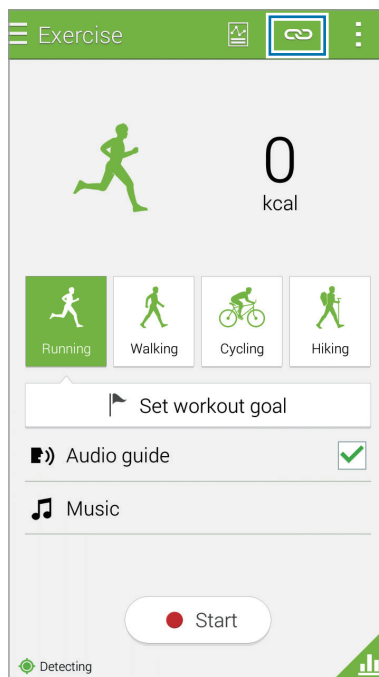 Exercise
0
kcal
Running
Walking
Cycling
Hiking
Set workout goal
Audio guide
Music
Start
Detecting